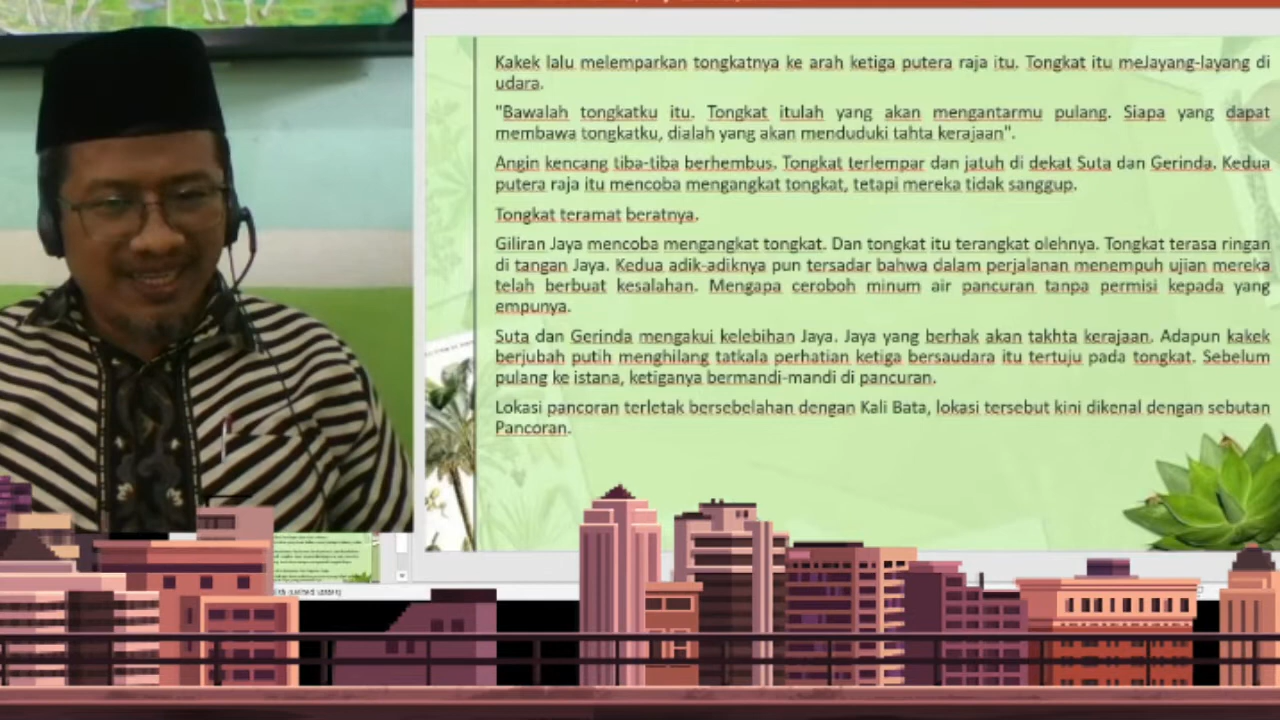 Kakek lalu melemparkan tongkatnya ke arah ketiga putera raja itu. Tongkat itu meJayang-layang di
udara.
"Bawalah tongkatku itu. Tongkat itulah yang akan mengantarmu pulang. Siapa yang dapat
membawa tongkatku, dialah yang akan menduduki tahta kerajaan".
Angin kencang tiba-tiba berhembus. Tongkat terlempar dan jatuh di dekat Suta dan Gerinda. Kedua
putera raja itu mencoba mengangkat tongkat, tetapi mereka tidak sanggup.
Tongkat teramat beratnya.
Giliran Jaya mencoba mengangkat tongkat. Dan tongkat itu terangkat olehnya. Tongkat terasa ringan
di tangan Jaya. Kedua adik-adiknya pun tersadar bahwa dalam perjalanan menempuh ujian mereka
telah berbuat kesalahan. Mengapa ceroboh minum air pancuran tanpa permisi kepada yang
empunya.
Suta dan Gerinda mengakui kelebihan Jaya. Jaya yang berhak akan takhta kerajaan. Adapun kakek
berjubah putih menghilang tatkala perhatian ketiga bersaudara itu tertuju pada tongkat. Sebelum
pulang ke istana, ketiganya bermandi-mandi di pancuran.
Lokasi pancoran terletak bersebelahan dengan Kali Bata, lokasi tersebut kini dikenal dengan sebutan
Pancoran.